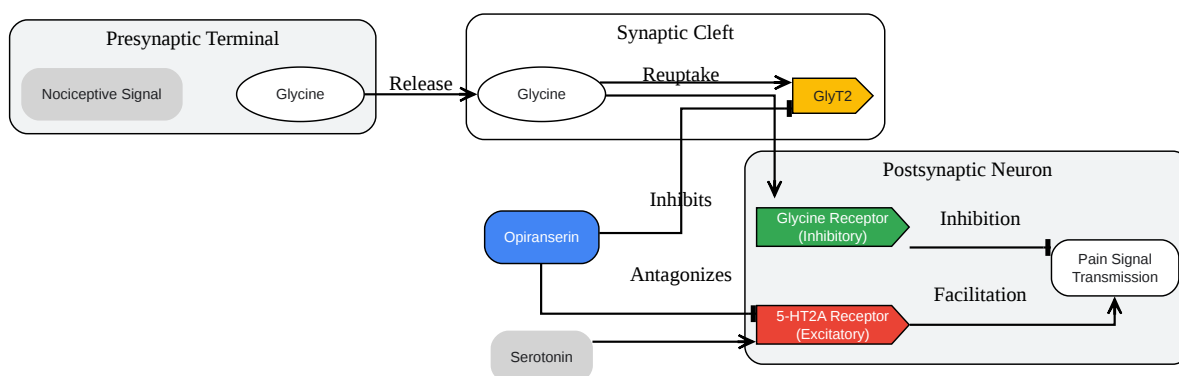 Presynaptic Terminal
Nociceptive Signal
Glycine
Release
Synaptic Cleft
Glycine
Reuptake
GlyT2
Inhibits
Opiranserin
Antagonizes
Serotonin
Postsynaptic Neuron
Glycine Receptor
(Inhibitory)
Inhibition
Pain Signal
Transmission
Facilitation
5-HT2A Receptor
(Excitatory)